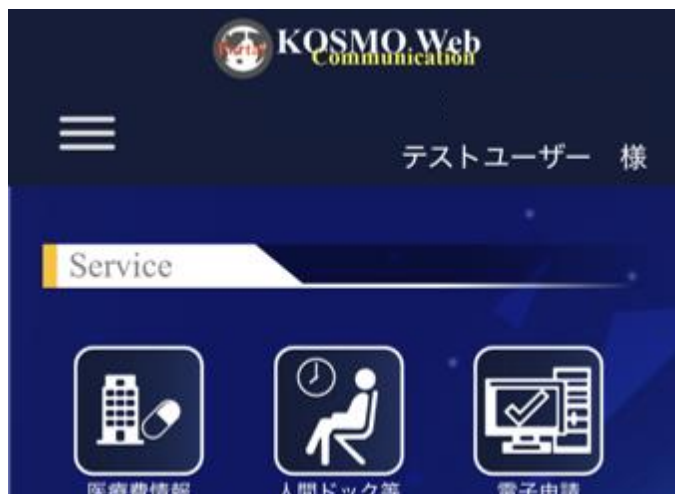 Portal KOSMO Web
Communication
テストユーザー 様
Service
医療費情報 人間ドック等 電子申請